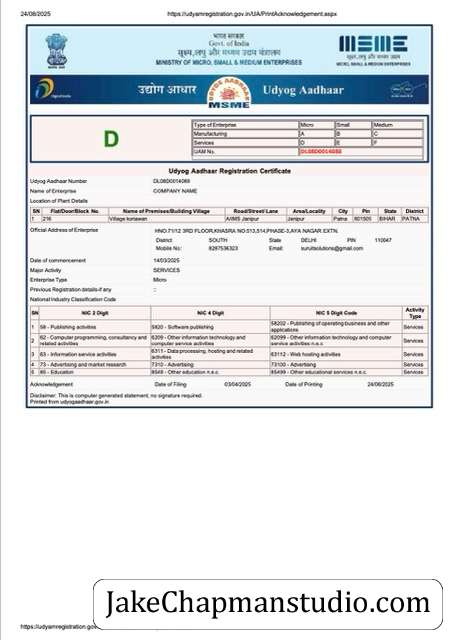 24/08/2025 https://udyamregistration.gov.in/UA/PrintAcknowledgement.aspx
भारत सरकार
Govt. of India
सूक्ष्म, लघु और मध्यम उद्यम मंत्रालय
MINISTRY OF MICRO, SMALL & MEDIUM ENTERPRISES
MICRO, SMALL & MEDIUM ENTERPRISES
Digital India उद्योग आधार UDYOG AADHAAR MSME Udyog Aadhaar
D
Type of Enterprise Micro Small Medium
Manufacturing A B C
Services D E F
UAM No. DL08D0014088
Udyog Aadhaar Registration Certificate
Udyog Aadhaar Number DL08D0014088
Name of Enterprise COMPANY NAME
Location of Plant Details
SN Flat/Door/Block No. Name of Premises/Building Village Road/Street/Lane Area/Locality City Pin State District
1 216 Village korjawan AIIMS Janipur Janipur Patna 801505 BIHAR PATNA
Official Address of Enterprise HNO.71/12 3RD FLOOR,KHASRA NO.513,514,PHASE-3,AYA NAGAR EXTN.
District SOUTH State DELHI PIN 110047
Mobile No: 8287536323 Email: surulitsolutions@gmail.com
Date of commencement 14/03/2025
Major Activity SERVICES
Enterprise Type Micro
Previous Registration details-if any ::
National Industry Classification Code
SN NIC 2 Digit NIC 4 Digit NIC 5 Digit Code Activity Type
1 58 - Publishing activities 5820 - Software publishing 58202 - Publishing of operating business and other applications Services
2 62 - Computer programming, consultancy and related activities 6209 - Other information technology and computer service activities 62099 - Other information technology and computer service activities n.e.c Services
3 63 - Information service activities 6311 - Data processing, hosting and related activities 63112 - Web hosting activities Services
4 73 - Advertising and market research 7310 - Advertising 73100 - Advertising Services
5 85 - Education 8549 - Other education n.e.c. 85499 - Other educational services n.e.c. Services
Acknowledgement Date of Filing 03/04/2025 Date of Printing 24/08/2025
Disclaimer: This is computer generated statement, no signature required.
Printed from udyogaadhaar.gov.in
JakeChapmanstudio.com
https://udyamregistration.gov